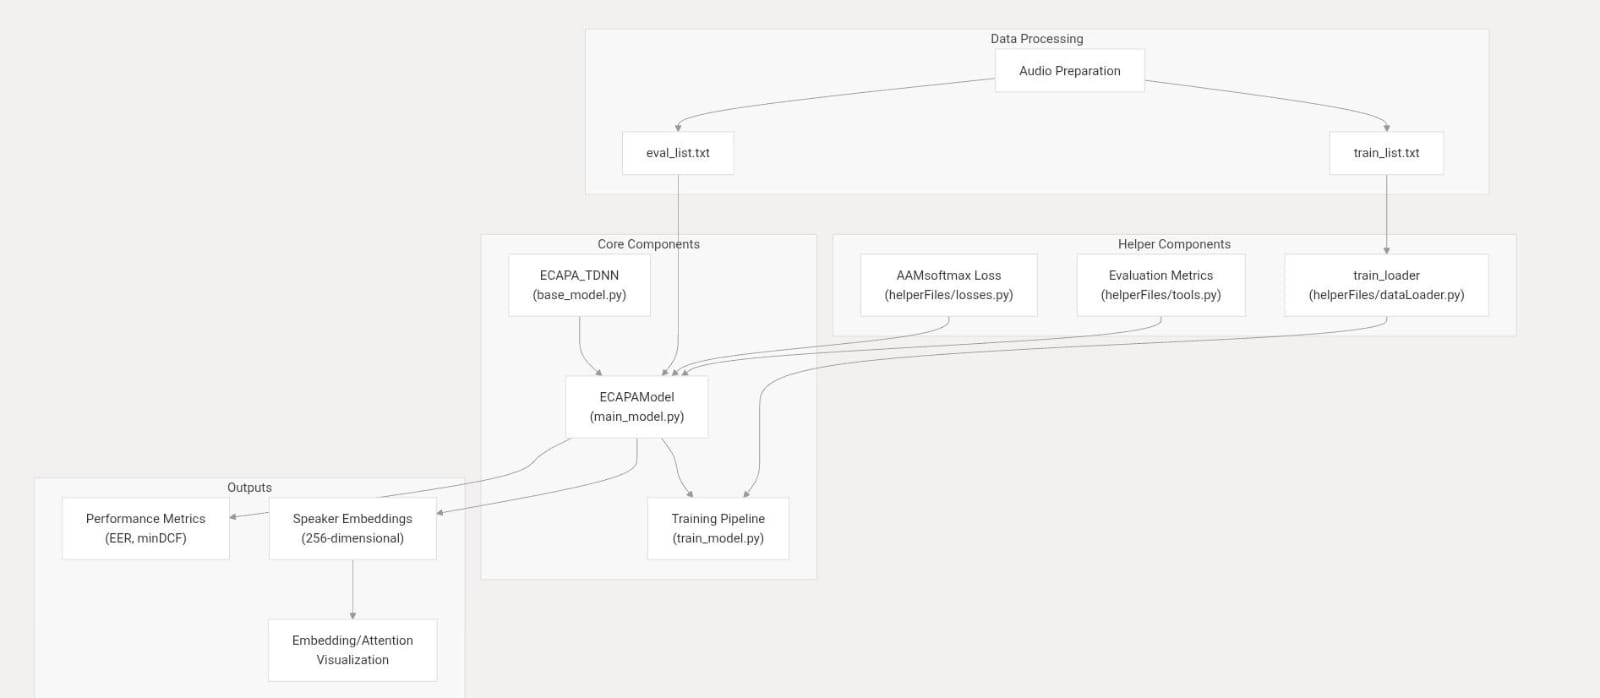 Data Processing
Audio Preparation
eval_list.txt
train_list.txt
Core Components
ECAPA_TDNN
(base_model.py)
Helper Components
AAMsoftmax Loss
(helperFiles/losses.py)
Evaluation Metrics
(helperFiles/tools.py)
train_loader
(helperFiles/dataLoader.py)
ECAPAModel
(main_model.py)
Training Pipeline
(train_model.py)
Outputs
Performance Metrics
(EER, minDCF)
Speaker Embeddings
(256-dimensional)
Embedding/Attention
Visualization